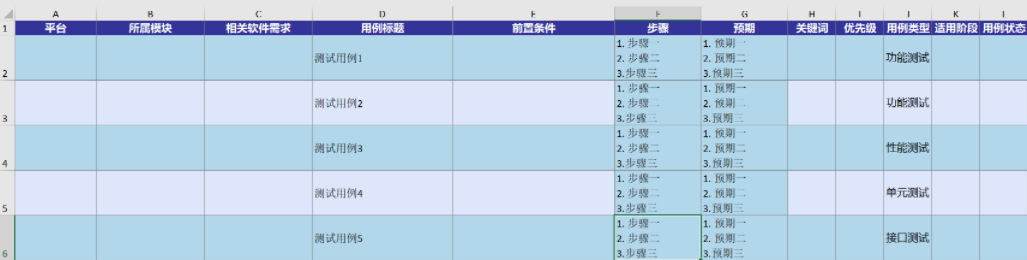 A B C D E F G H I J K L
1 平台 所属模块 相关软件需求 用例标题 前置条件 步骤 预期 关键词 优先级 用例类型 适用阶段 用例状态
1. 步骤一 1. 预期一
测试用例1 2. 步骤二 2. 预期二 功能测试
2 3.步骤三 3.预期三
1. 步骤一 1. 预期一
测试用例2 2. 步骤二 2. 预期二 功能测试
3 3.步骤三 3.预期三
1. 步骤一 1. 预期一
测试用例3 2. 步骤二 2. 预期二 性能测试
4 3.步骤三 3.预期三
1. 步骤一 1. 预期一
测试用例4 2. 步骤二 2. 预期二 单元测试
5 3.步骤三 3.预期三
1. 步骤一 1. 预期一
测试用例5 2. 步骤二 2. 预期二 接口测试
6 3.步骤三 3.预期三